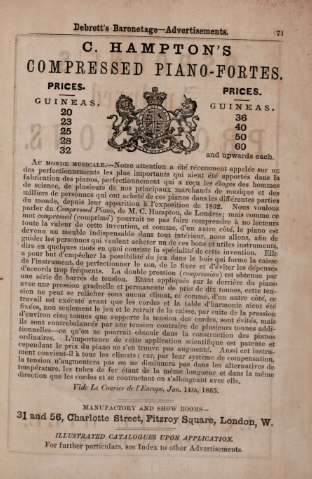 Debrett's Baronetage—Advertisements. 71
C. HAMPTON'S
COMPRESSED PIANO-FORTES.
PRICES.
GUINEAS.
20
23
25
28
32
PRICES.
GUINEAS.
36
40
50
60
and upwards each.
AU MONDE MUSICALE.—Notre attention a été récemment appelée sur un
des perfectionnements les plus importants qui aient été apportés dans la
fabrication des pianos, perfectionnement qui a reçu les éloges des hommes
de science, de plusieurs de nos principaux marchands de musique et des
milliers de personnes qui ont acheté de ces pianos dans les différentes parties
du monde, depuis leur apparition à l'exposition de 1862. Nous voulons
parler du Compressed Piano, de M. C. Hampton, de Londres; mais comme ce
mot compressed (comprimé) pourrait ne pas faire comprendre à nos lecteurs
toute la valeur de cette invention, et comme, d'un autre côté, le piano est
devenu un meuble indispensable dans tout intérieur, nous allons, afin de
guider les personnes qui veulent acheter un de ces bons et utiles instruments,
dire en quelques mots en quoi consiste la spécialité de cette invention. Elle
a pour but d'empêcher la possibilité de jeu dans le bois qui forme la caisse
de l'instrument, de perfectionner le son, de le fixer et d'éviter les dépenses
d'accords trop fréquents. La double pression (compression) est obtenue par
une série de barres de tension. Etant appliquée sur le derrière du piano
avec une pression graduelle et permanente de puis de dix tonnes, cette ten-
sion ne peut se relâcher sous aucun climat, et comme, d'un autre côté, ce
travail est exécuté avant que les cordes et la table d'harmonie aient été
fixées, non seulement le jeu et le retrait de la caisse, par suite de la pression
d'environ cinq tonnes que supporte la tension des cordes, sont évités, mais
ils sont contrebalancés par une tension contraire de plusieurs tonnes addi-
tionnelles—ce qu'on ne pourrait obtenir dans la construction des pianos
ordinaires. L'importance de cette application scientifique est patente et
cependant le prix du piano ne s'en trouve pas augmenté. Aussi cet instru-
ment convient-il à tous les climats; car, par leur système de compensation,
la tension n'augmentera pas ou ne diminuera pas dans les alternatives de
température, les tubes de fer étant de la même longueur et dans la même
direction que les cordes et se contractant ou s'allongeant avec elle.
Vide Le Courier de l'Europe, Jan. 14th, 1865.
MANUFACTORY AND SHOW ROOMS—
31 and 56, Charlotte Street, Fitzroy Square, London, W.
ILLUSTRATED CATALOGUES UPON APPLICATION.
For further particulars, see Index to other Advertisements.